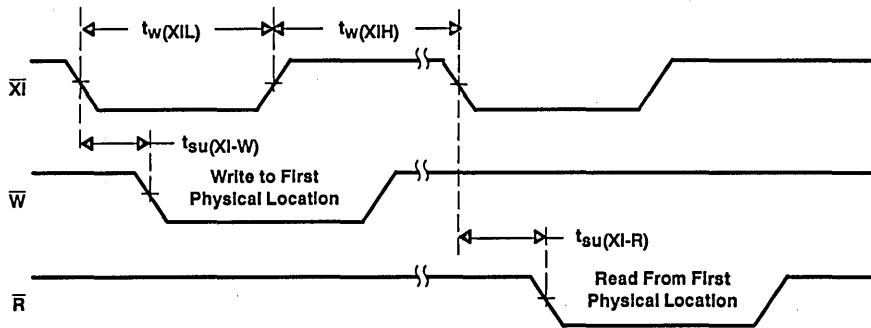 tw(XIL)
tw(XIH)
XI
tsu(XI-W)
W
Write to First
Physical Location
tsu(XI-R)
R
Read From First
Physical Location